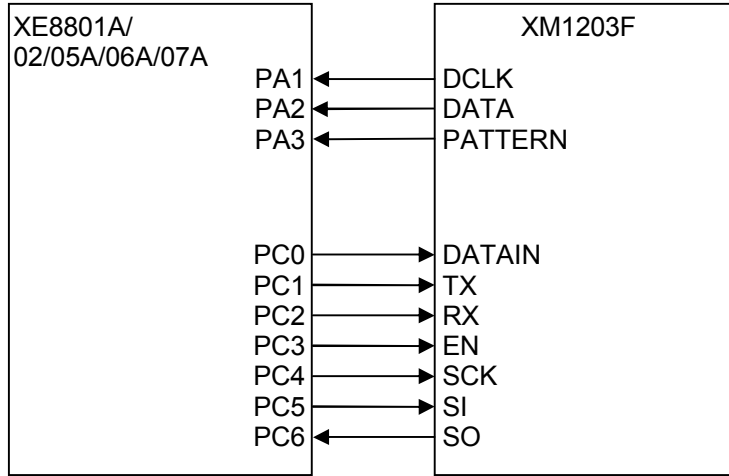 XE8801A/
02/05A/06A/07A
XM1203F
PA1 DCLK
PA2 DATA
PA3 PATTERN
PC0 DATAIN
PC1 TX
PC2 RX
PC3 EN
PC4 SCK
PC5 SI
PC6 SO